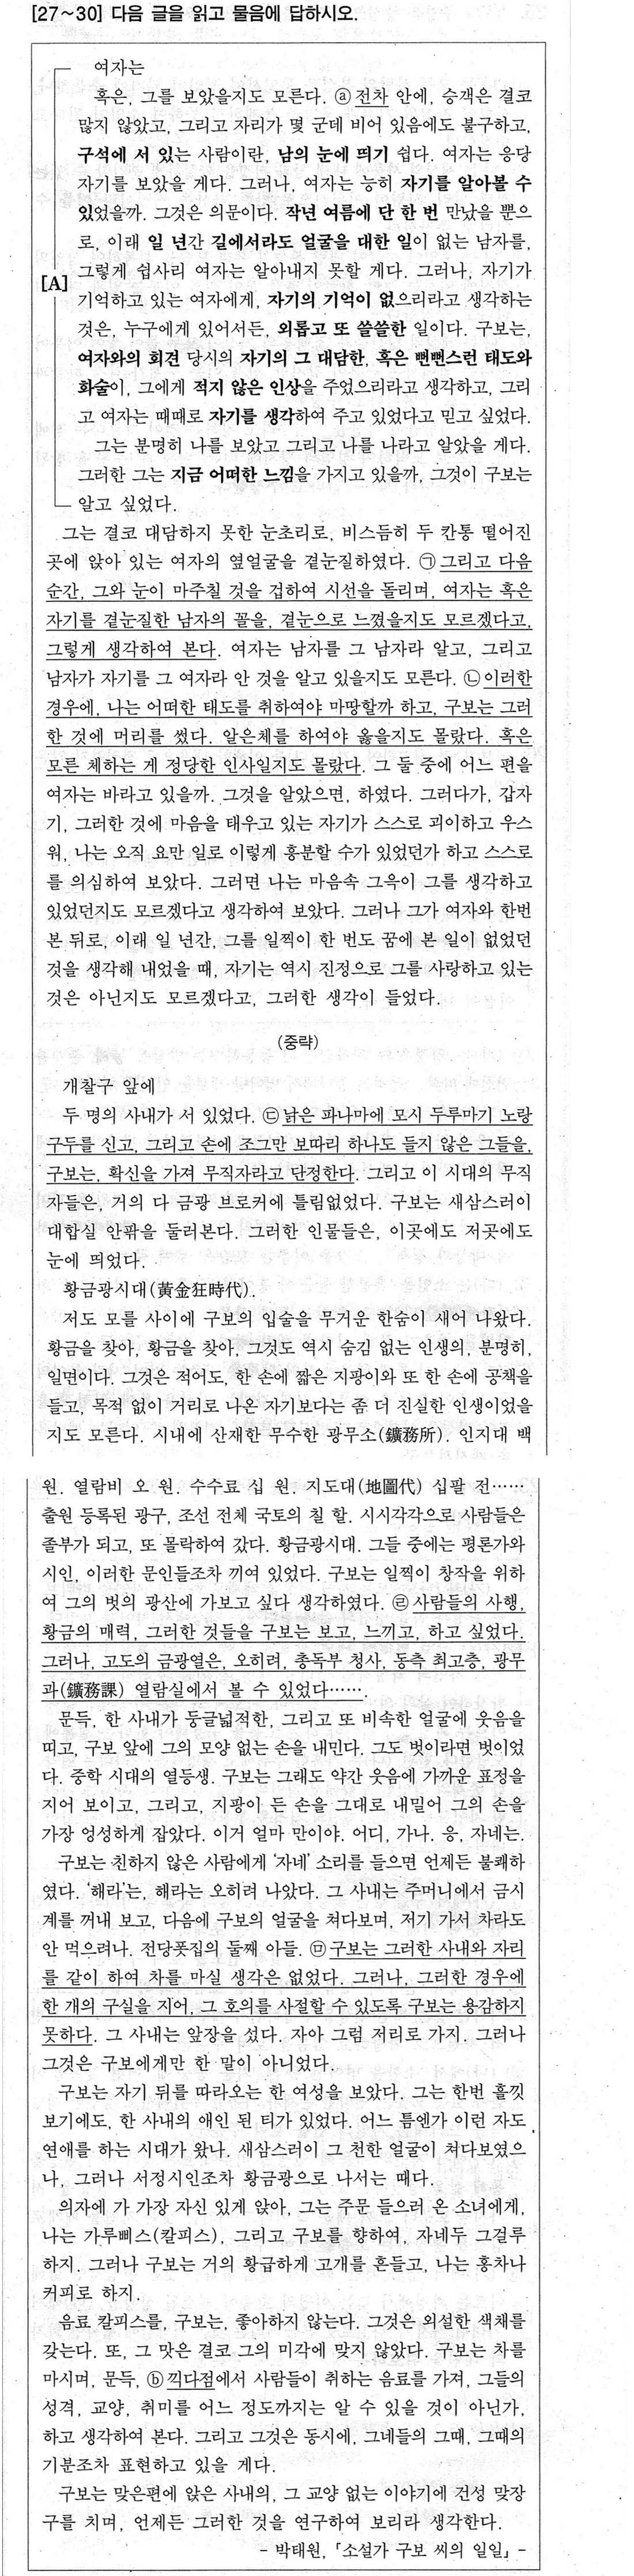 [27~30] 다음 글을 읽고 물음에 답하시오.
여자는
혹은, 그를 보았을지도 모른다. ⓐ전차 안에, 승객은 결코
많지 않았고, 그리고 자리가 몇 군데 비어 있음에도 불구하고,
구석에 서 있는 사람이란, 남의 눈에 띄기 쉽다. 여자는 응당
자기를 보았을 게다. 그러나, 여자는 능히 자기를 알아볼 수
있었을까. 그것은 의문이다. 작년 여름에 단 한 번 만났을 뿐으
로, 이래 일 년간 길에서라도 얼굴을 대한 일이 없는 남자를,
그렇게 쉽사리 여자는 알아내지 못할 게다. 그러나, 자기가
[A]
기억하고 있는 여자에게, 자기의 기억이 없으리라고 생각하는
것은, 누구에게 있어서든, 외롭고 또 쓸쓸한 일이다. 구보는,
여자와의 회견 당시의 자기의 그 대담한, 혹은 뻔뻔스런 태도와
화술이, 그에게 적지 않은 인상을 주었으리라고 생각하고, 그리
고 여자는 때때로 자기를 생각하여 주고 있었다고 믿고 싶었다.
그는 분명히 나를 보았고 그리고 나를 나라고 알았을 게다.
그러한 그는 지금 어떠한 느낌을 가지고 있을까, 그것이 구보는
알고 싶었다.
그는 결코 대담하지 못한 눈초리로, 비스듬히 두 칸통 떨어진
곳에 앉아 있는 여자의 옆얼굴을 곁눈질하였다. ㉠그리고 다음
순간, 그와 눈이 마주칠 것을 겁하여 시선을 돌리며, 여자는 혹은
자기를 곁눈질한 남자의 꼴을, 곁눈으로 느꼈을지도 모르겠다고,
그렇게 생각하여 본다. 여자는 남자를 그 남자라 알고, 그리고
남자가 자기를 그 여자라 안 것을 알고 있을지도 모른다. ㉡이러한
경우에, 나는 어떠한 태도를 취하여야 마땅할까 하고, 구보는 그러
한 것에 머리를 썼다. 알은체를 하여야 옳을지도 몰랐다. 혹은
모른 체하는 게 정당한 인사일지도 몰랐다. 그 둘 중에 어느 편을
여자는 바라고 있을까. 그것을 알았으면, 하였다. 그러다가, 갑자
기, 그러한 것에 마음을 태우고 있는 자기가 스스로 괴이하고 우스
워, 나는 오직 요만 일로 이렇게 흥분할 수가 있었던가 하고 스스로
를 의심하여 보았다. 그러면 나는 마음속 그윽이 그를 생각하고
있었던지도 모르겠다고 생각하여 보았다. 그러나 그가 여자와 한번
본 뒤로, 이래 일 년간, 그를 일찍이 한 번도 꿈에 본 일이 없었던
것을 생각해 내었을 때, 자기는 역시 진정으로 그를 사랑하고 있는
것은 아닌지도 모르겠다고, 그러한 생각이 들었다.
(중략)
개찰구 앞에
두 명의 사내가 서 있었다. ㉢낡은 파나마에 모시 두루마기 노랑
구두를 신고, 그리고 손에 조그만 보따리 하나도 들지 않은 그들을,
구보는, 확신을 가져 무직자라고 단정한다. 그리고 이 시대의 무직
자들은, 거의 다 금광 브로커에 틀림없었다. 구보는 새삼스러이
대합실 안팎을 둘러본다. 그러한 인물들은, 이곳에도 저곳에도
눈에 띄었다.
황금광시대(黃金狂時代).
저도 모를 사이에 구보의 입술을 무거운 한숨이 새어 나왔다.
황금을 찾아, 황금을 찾아, 그것도 역시 숨김 없는 인생의, 분명히,
일면이다. 그것은 적어도, 한 손에 짧은 지팡이와 또 한 손에 공책을
들고, 목적 없이 거리로 나온 자기보다는 좀 더 진실한 인생이었을
지도 모른다. 시내에 산재한 무수한 광무소(鑛務所). 인지대 백
원. 열람비 오 원. 수수료 십 원. 지도대(地圖代) 십팔 전……
출원 등록된 광구, 조선 전체 국토의 칠 할. 시시각각으로 사람들은
졸부가 되고, 또 몰락하여 갔다. 황금광시대. 그들 중에는 평론가와
시인, 이러한 문인들조차 끼여 있었다. 구보는 일찍이 창작을 위하
여 그의 벗의 광산에 가보고 싶다 생각하였다. ㉣사람들의 사행,
황금의 매력, 그러한 것들을 구보는 보고, 느끼고, 하고 싶었다.
그러나, 고도의 금광열은, 오히려, 총독부 청사, 동측 최고층, 광무
과(鑛務課) 열람실에서 볼 수 있었다…….
문득, 한 사내가 둥글넓적한, 그리고 또 비속한 얼굴에 웃음을
띠고, 구보 앞에 그의 모양 없는 손을 내민다. 그도 벗이라면 벗이었
다. 중학 시대의 열등생. 구보는 그래도 약간 웃음에 가까운 표정을
지어 보이고, 그리고, 지팡이 든 손을 그대로 내밀어 그의 손을
가장 엉성하게 잡았다. 이거 얼마 만이야. 어디, 가나. 응, 자네는.
구보는 친하지 않은 사람에게 ‘자네’ 소리를 들으면 언제든 불쾌하
였다. ‘해라’는, 해라는 오히려 나았다. 그 사내는 주머니에서 금시
계를 꺼내 보고, 다음에 구보의 얼굴을 쳐다보며, 저기 가서 차라도
안 먹으려나. 전당폿집의 둘째 아들. ㉤구보는 그러한 사내와 자리
를 같이 하여 차를 마실 생각은 없었다. 그러나, 그러한 경우에
한 개의 구실을 지어, 그 호의를 사절할 수 있도록 구보는 용감하지
못하다. 그 사내는 앞장을 섰다. 자아 그럼 저리로 가지. 그러나
그것은 구보에게만 한 말이 아니었다.
구보는 자기 뒤를 따라오는 한 여성을 보았다. 그는 한번 흘낏
보기에도, 한 사내의 애인 된 티가 있었다. 어느 틈엔가 이런 자도
연애를 하는 시대가 왔나. 새삼스러이 그 천한 얼굴이 쳐다보였으
나, 그러나 서정시인조차 황금광으로 나서는 때다.
의자에 가 가장 자신 있게 앉아, 그는 주문 들으러 온 소녀에게,
나는 가루삐스(칼피스), 그리고 구보를 향하여, 자네두 그걸루
하지. 그러나 구보는 거의 황급하게 고개를 흔들고, 나는 홍차나
커피로 하지.
음료 칼피스를, 구보는, 좋아하지 않는다. 그것은 외설한 색채를
갖는다. 또, 그 맛은 결코 그의 미각에 맞지 않았다. 구보는 차를
마시며, 문득, ⓑ끽다점에서 사람들이 취하는 음료를 가져, 그들의
성격, 교양, 취미를 어느 정도까지는 알 수 있을 것이 아닌가,
하고 생각하여 본다. 그리고 그것은 동시에, 그네들의 그때, 그때의
기분조차 표현하고 있을 게다.
구보는 맞은편에 앉은 사내의, 그 교양 없는 이야기에 건성 맞장
구를 치며, 언제든 그러한 것을 연구하여 보리라 생각한다.
- 박태원, 「소설가 구보 씨의 일일」 -